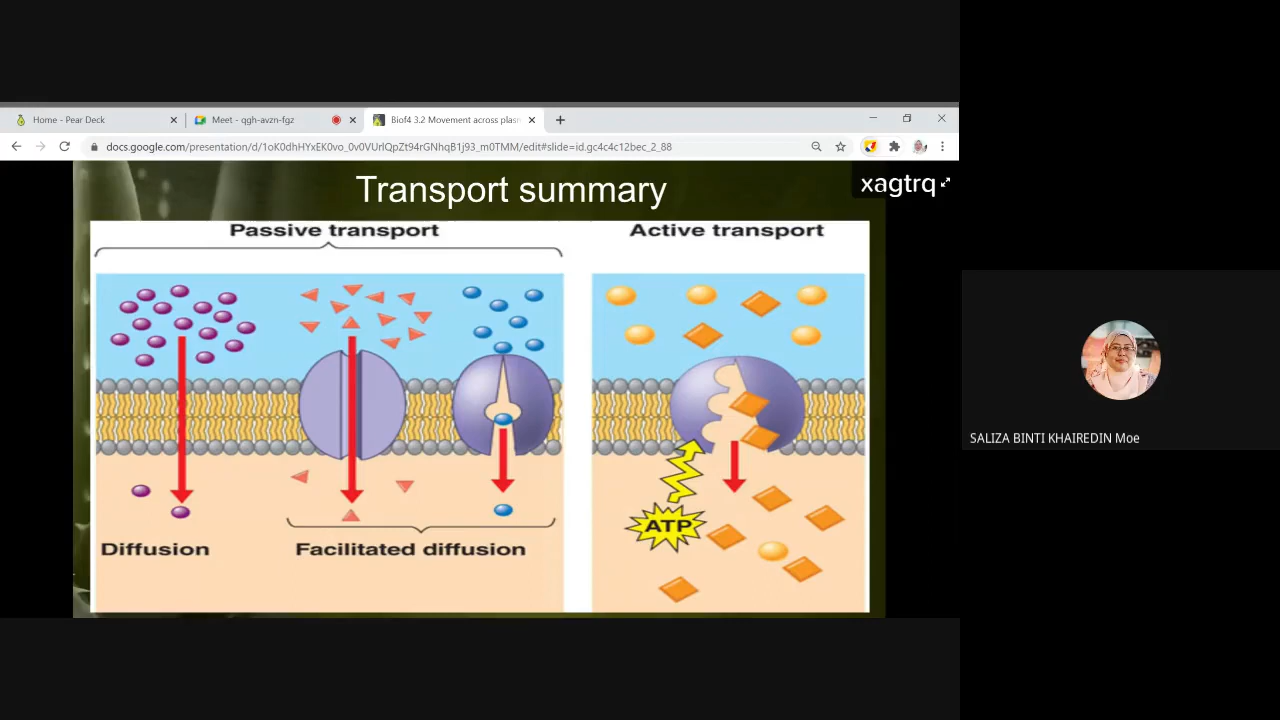 Home - Pear Deck
Meet - qgh-avzn-fgz
Biof4 3.2 Movement across plasn
docs.google.com/presentation/d/1oK0dhHYxEK0vo_0v0VUrlQpZt94rGNhqB1j93_m0TMM/edit#slide=id.gc4c4c12bec_2_88
Transport summary
xagtrq
Passive transport
Active transport
ATP
Diffusion
Facilitated diffusion
SALIZA BINTI KHAIREDIN Moe